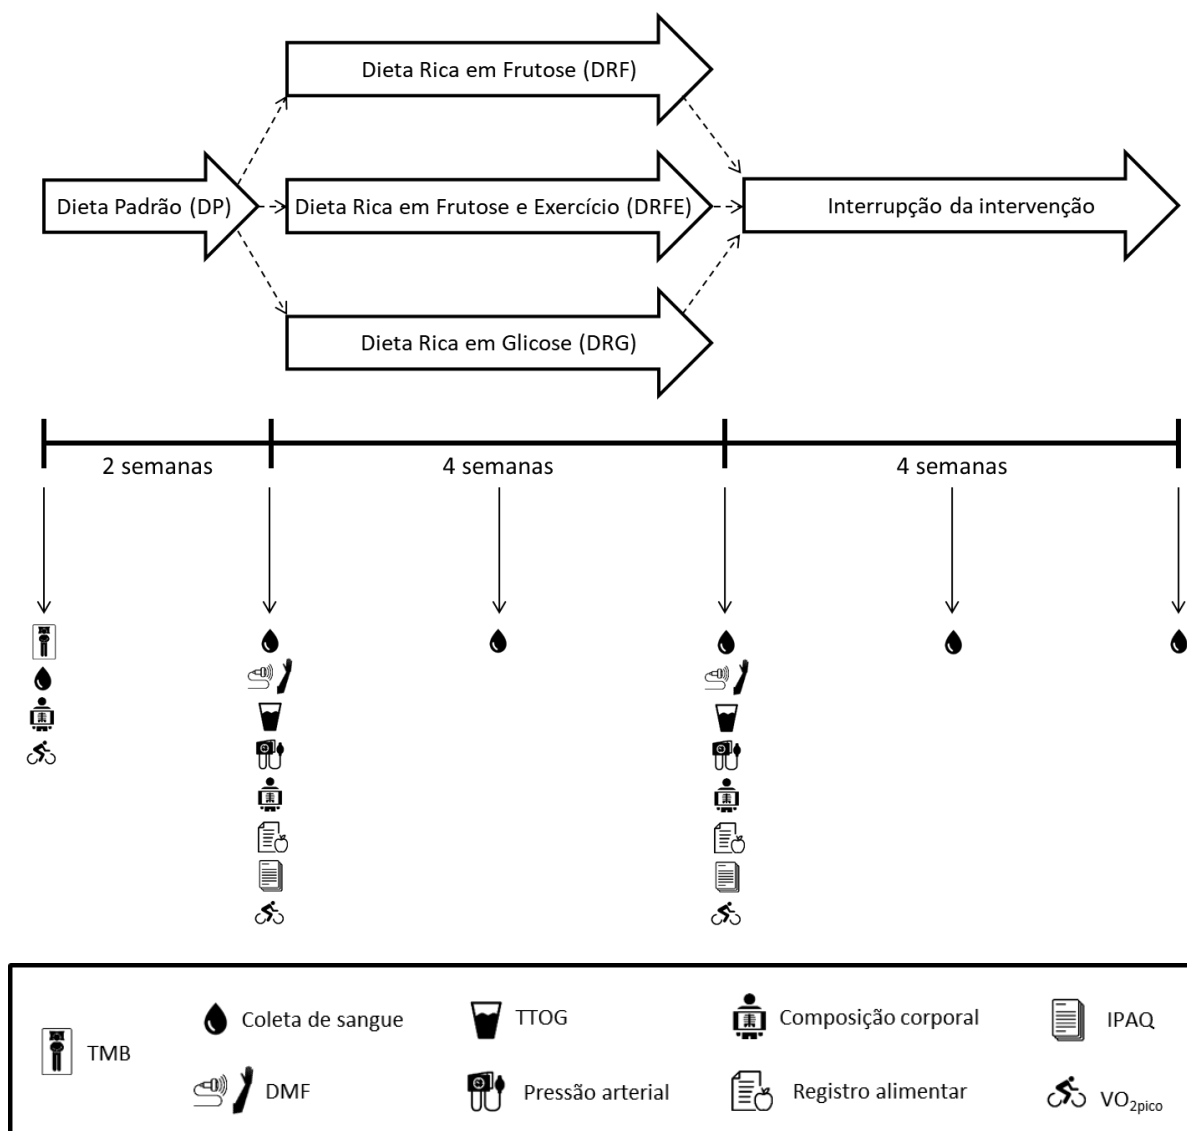 Dieta Rica em Frutose (DRF)
Dieta Padrão (DP)
Dieta Rica em Frutose e Exercício (DRFE)
Interrupção da intervenção
Dieta Rica em Glicose (DRG)
2 semanas
4 semanas
4 semanas
TMB
Coleta de sangue
TTOG
Composição corporal
IPAQ
DMF
Pressão arterial
Registro alimentar
VO2pico